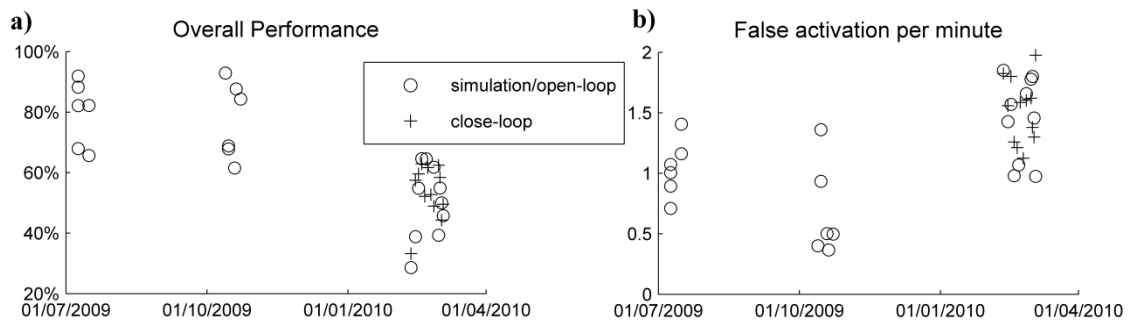 a)
Overall Performance
100%
80%
60%
40%
20%
01/07/2009 01/10/2009 01/01/2010 01/04/2010
simulation/open-loop
close-loop
b)
False activation per minute
2
1.5
1
0.5
0
01/07/2009 01/10/2009 01/01/2010 01/04/2010